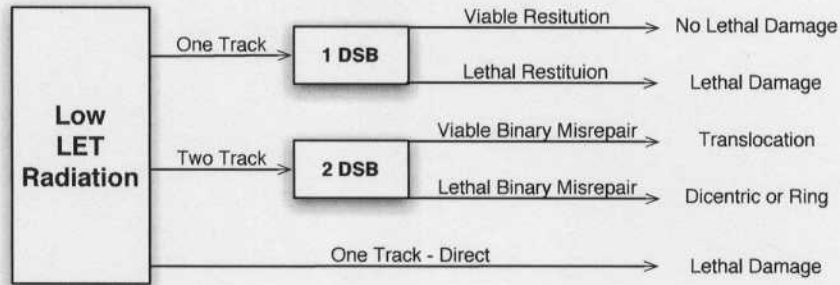 Low
LET
Radiation
One Track
1 DSB
Viable Resitution
No Lethal Damage
Lethal Restituion
Lethal Damage
Two Track
2 DSB
Viable Binary Misrepair
Translocation
Lethal Binary Misrepair
Dicentric or Ring
One Track - Direct
Lethal Damage